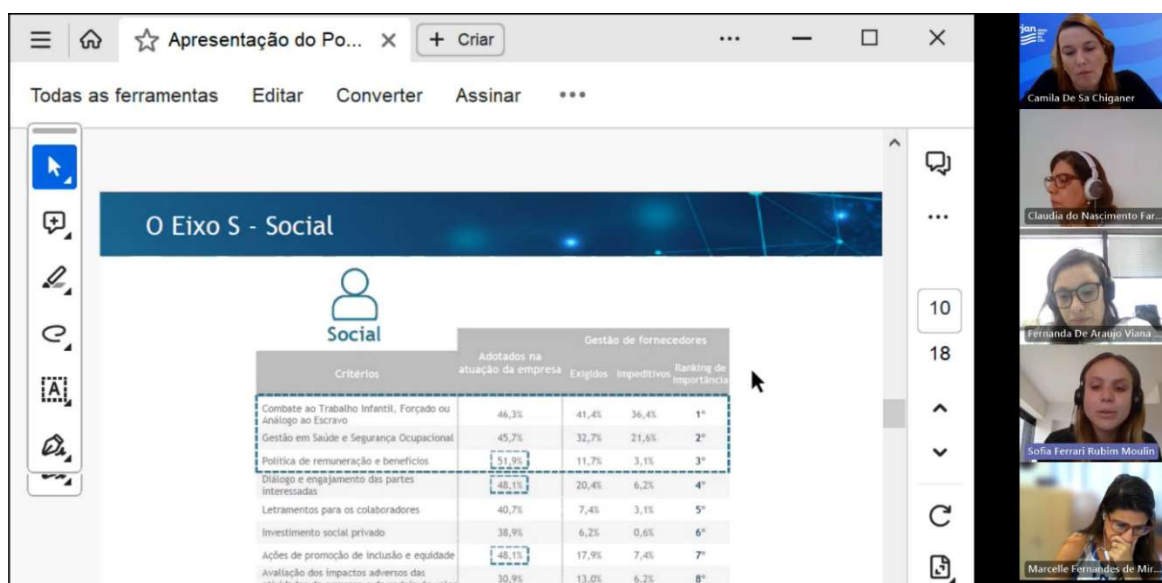 Apresentação do Po...
+ Criar
...
Todas as ferramentas Editar Converter Assinar ...
O Eixo S - Social
Social
Gestão de fornecedores
Critérios Adotados na atuação da empresa Exigidos Impeditivos Ranking de importância
Combate ao Trabalho Infantil, Forçado ou
Análogo ao Escravo 46,3% 41,4% 36,4% 1º
Gestão em Saúde e Segurança Ocupacional 45,7% 32,7% 21,6% 2º
Política de remuneração e benefícios 51,9% 11,7% 3,1% 3º
Diálogo e engajamento das partes
interessadas 48,1% 20,4% 6,2% 4º
Letramentos para os colaboradores 40,7% 7,4% 3,1% 5º
Investimento social privado 38,9% 6,2% 0,6% 6º
Ações de promoção de inclusão e equidade 48,1% 17,9% 7,4% 7º
Avaliação dos impactos adversos das
30,9% 13,0% 6,2% 8º
10
18
jan
Camila De Sa Chiganer
Claudia do Nascimento Far...
Fernanda De Araujo Viana ...
Sofia Ferrari Rubim Moulin
Marcelle Fernandes de Mir...